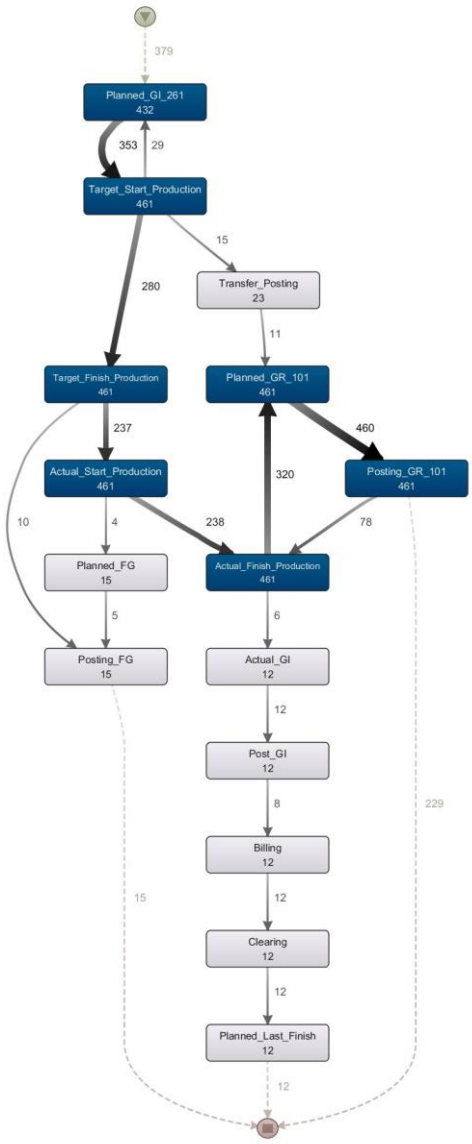 379
Planned_GI_261
432
353
29
Target_Start_Production
461
15
280
Transfer_Posting
23
11
Target_Finish_Production
461
Planned_GR_101
461
237
460
320
Actual_Start_Production
461
Posting_GR_101
461
10
4
238
78
Planned_FG
15
Actual_Finish_Production
461
5
6
Posting_FG
15
Actual_GI
12
12
Post_GI
12
8
229
Billing
12
15
12
Clearing
12
12
Planned_Last_Finish
12
12